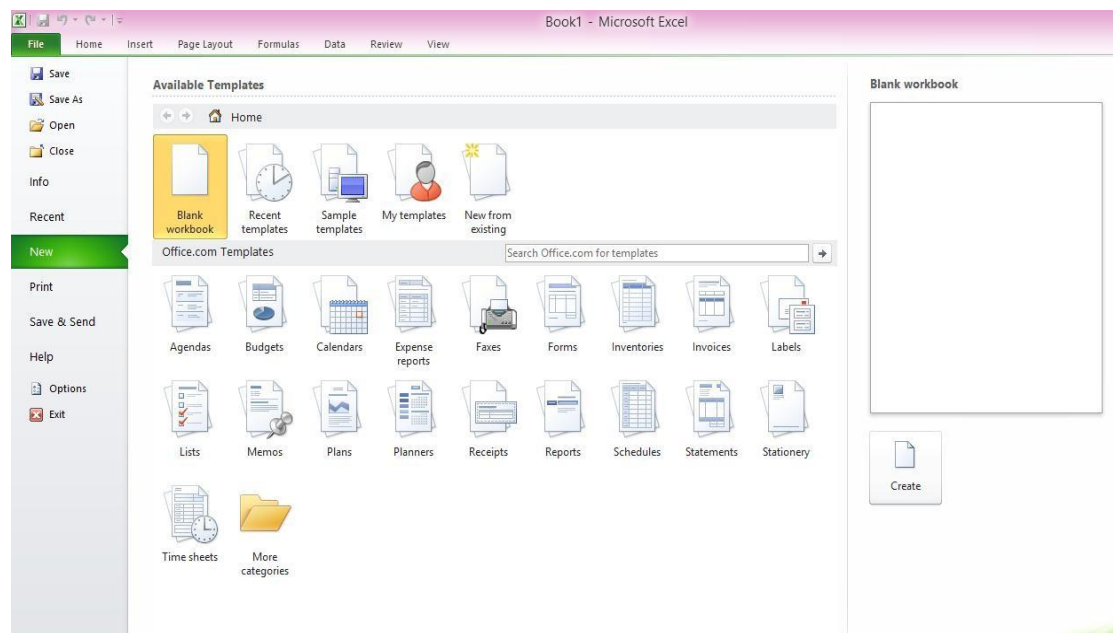 Book1 - Microsoft Excel
File Home Insert Page Layout Formulas Data Review View
Save
Save As
Open
Close
Info
Recent
New
Print
Save & Send
Help
Options
Exit
Available Templates
Home
Blank workbook
Recent templates
Sample templates
My templates
New from existing
Office.com Templates
Search Office.com for templates
Agendas
Budgets
Calendars
Expense reports
Faxes
Forms
Inventories
Invoices
Labels
Lists
Memos
Plans
Planners
Receipts
Reports
Schedules
Statements
Stationery
Time sheets
More categories
Blank workbook
Create